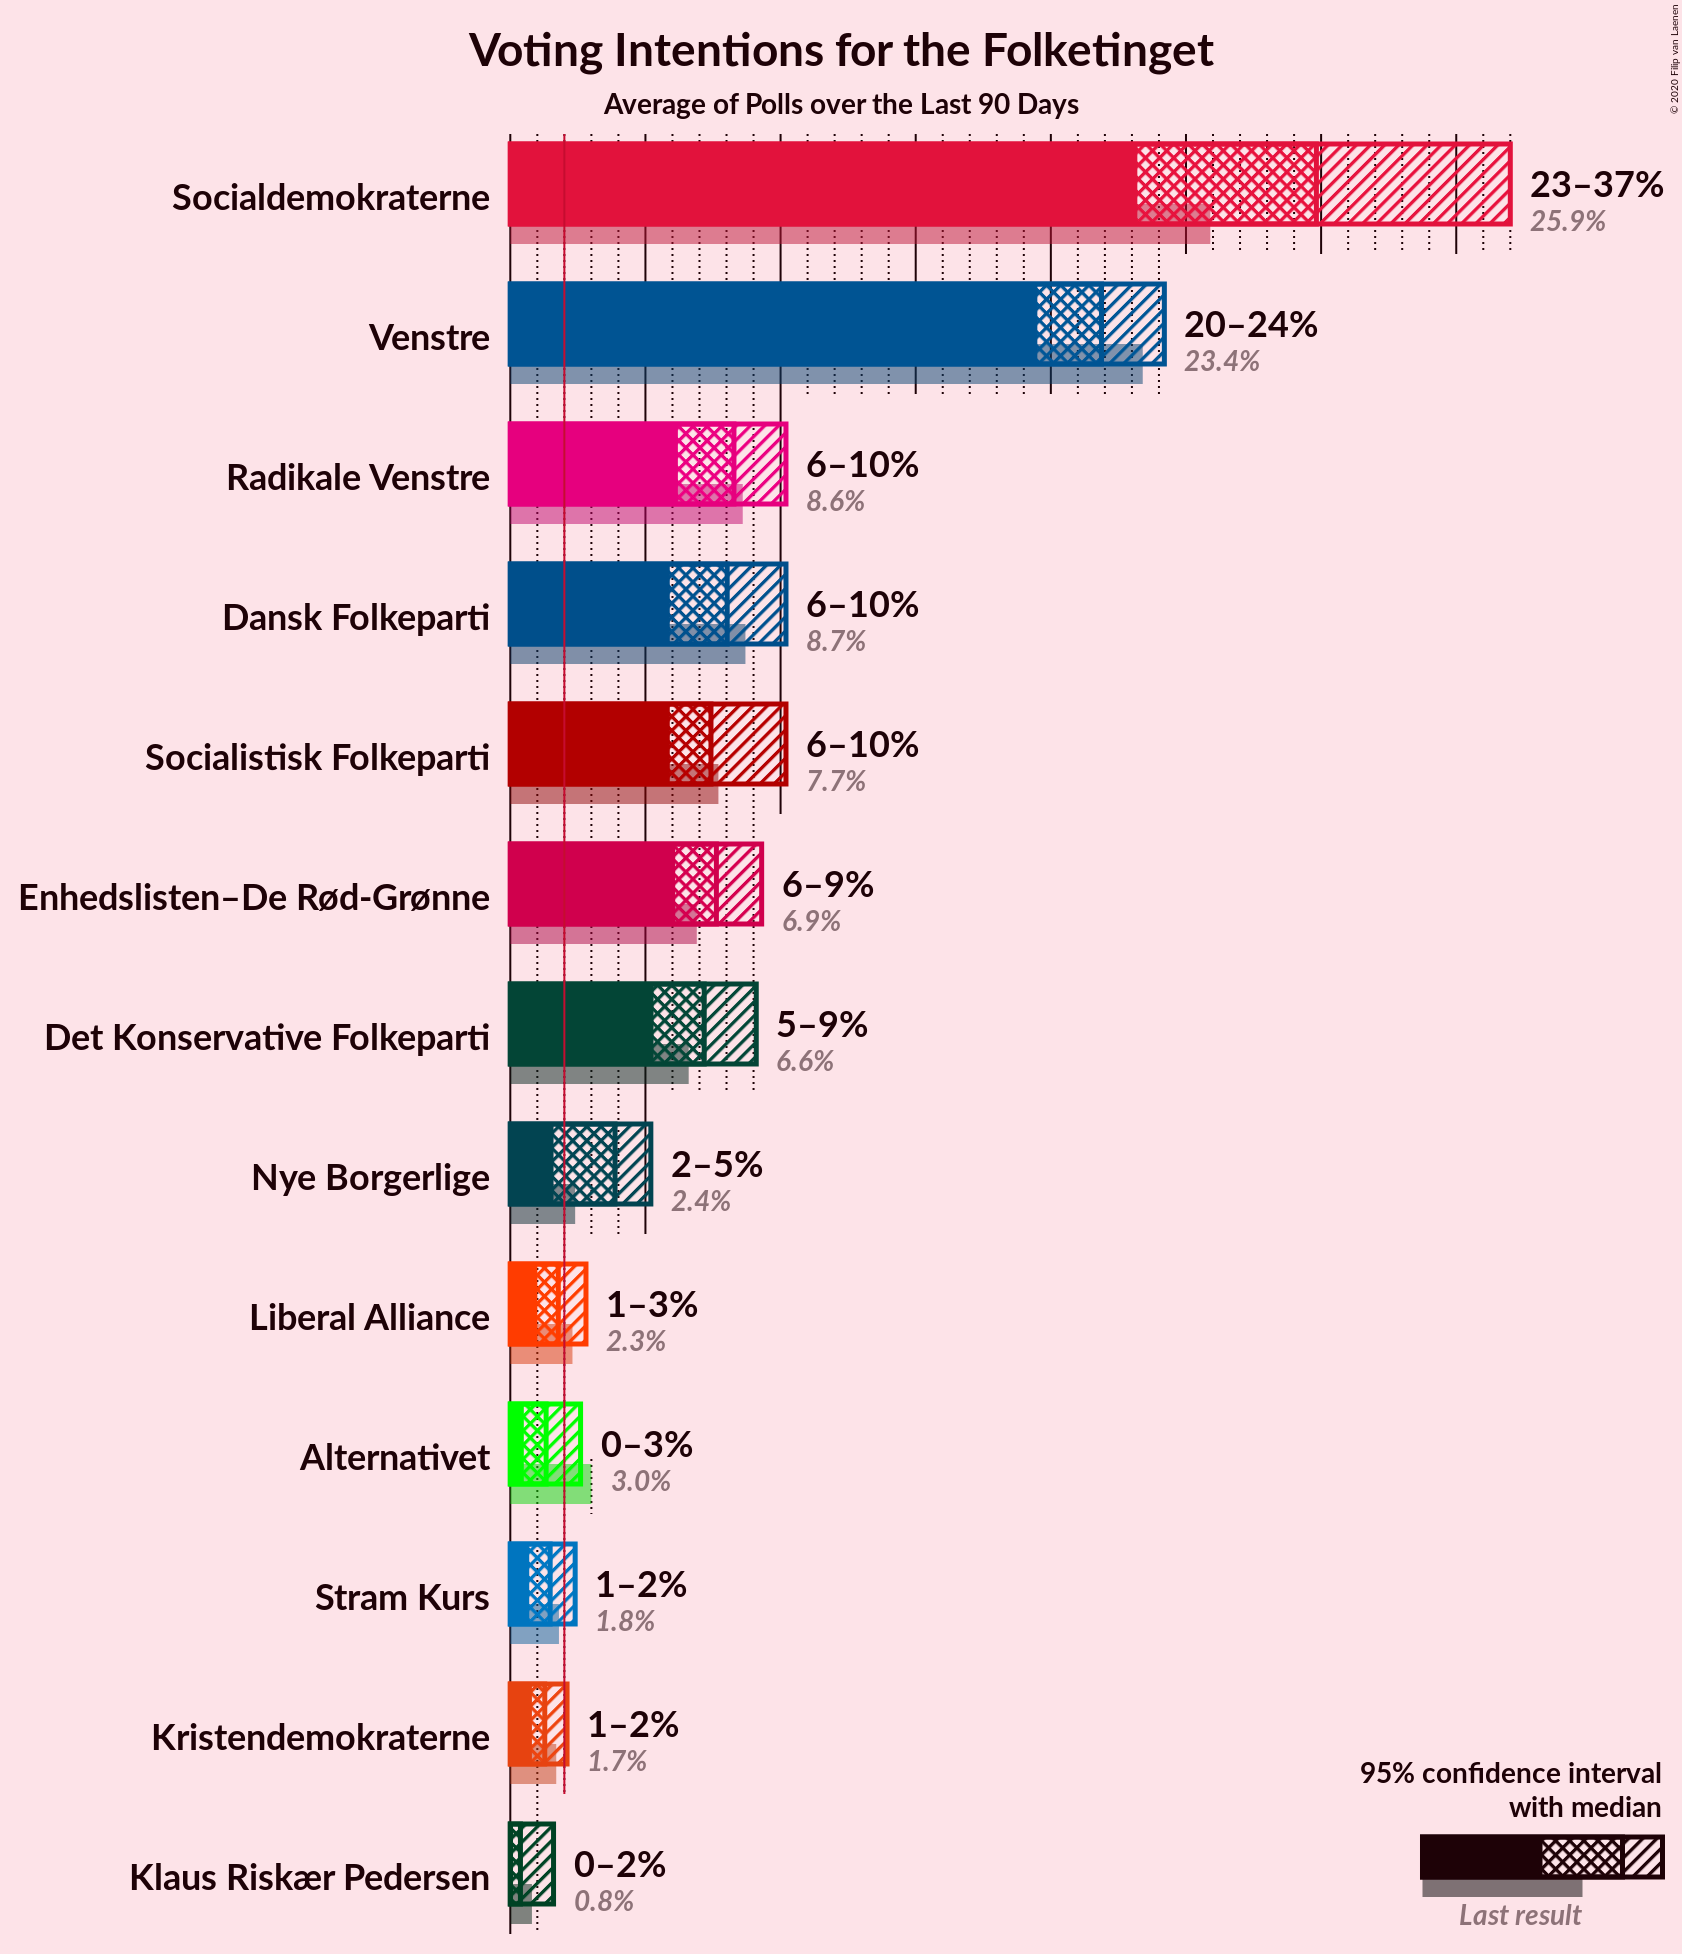 Voting Intentions for the Folketinget
Average of Polls over the Last 90 Days
© 2020 Filip van Laenen
Socialdemokraterne
23–37%
25.9%
Venstre
20–24%
23.4%
Radikale Venstre
6–10%
8.6%
Dansk Folkeparti
6–10%
8.7%
Socialistisk Folkeparti
6–10%
7.7%
Enhedslisten–De Rød-Grønne
6–9%
6.9%
Det Konservative Folkeparti
5–9%
6.6%
Nye Borgerlige
2–5%
2.4%
Liberal Alliance
1–3%
2.3%
Alternativet
0–3%
3.0%
Stram Kurs
1–2%
1.8%
Kristendemokraterne
1–2%
1.7%
Klaus Riskær Pedersen
0–2%
0.8%
95% confidence interval
with median
Last result